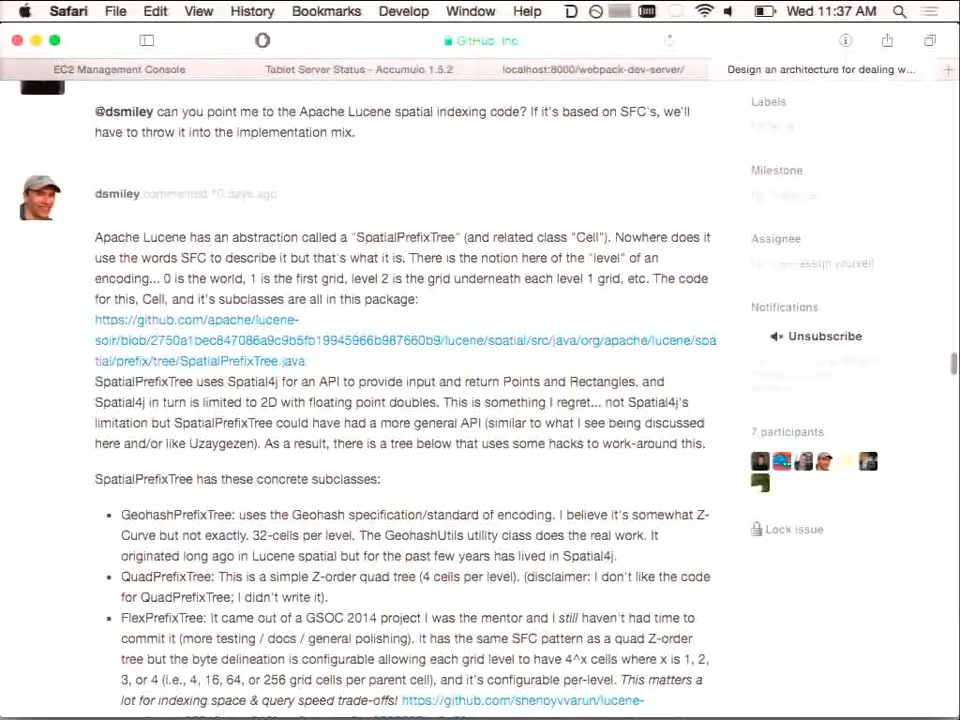 Safari File Edit View History Bookmarks Develop Window Help Wed 11:37 AM
GitHub, Inc.
EC2 Management Console Tablet Server Status - Accumulo 1.5.2 localhost:8000/webpack-dev-server/ Design an architecture for dealing w...
@dsmiley can you point me to the Apache Lucene spatial indexing code? If it's based on SFC's, we'll
have to throw it into the implementation mix.
dsmiley commented 10 days ago
Apache Lucene has an abstraction called a "SpatialPrefixTree" (and related class "Cell"). Nowhere does it
use the words SFC to describe it but that's what it is. There is the notion here of the "level" of an
encoding... 0 is the world, 1 is the first grid, level 2 is the grid underneath each level 1 grid, etc. The code
for this, Cell, and it's subclasses are all in this package:
https://github.com/apache/lucene-
solr/blob/2750a1bec847086a9c9b5fb19945966b987660b9/lucene/spatial/src/java/org/apache/lucene/spa
tial/prefix/tree/SpatialPrefixTree.java
SpatialPrefixTree uses Spatial4j for an API to provide input and return Points and Rectangles, and
Spatial4j in turn is limited to 2D with floating point doubles. This is something I regret... not Spatial4j's
limitation but SpatialPrefixTree could have had a more general API (similar to what I see being discussed
here and/or like Uzaygezen). As a result, there is a tree below that uses some hacks to work-around this.
SpatialPrefixTree has these concrete subclasses:
GeohashPrefixTree: uses the Geohash specification/standard of encoding. I believe it's somewhat Z-
Curve but not exactly. 32-cells per level. The GeohashUtils utility class does the real work. It
originated long ago in Lucene spatial but for the past few years has lived in Spatial4j.
QuadPrefixTree: This is a simple Z-order quad tree (4 cells per level). (disclaimer: I don't like the code
for QuadPrefixTree; I didn't write it).
FlexPrefixTree: It came out of a GSOC 2014 project I was the mentor and I still haven't had time to
commit it (more testing / docs / general polishing). It has the same SFC pattern as a quad Z-order
tree but the byte delineation is configurable allowing each grid level to have 4^x cells where x is 1, 2,
3, or 4 (i.e., 4, 16, 64, or 256 grid cells per parent cell), and it's configurable per-level. This matters a
lot for indexing space & query speed trade-offs! https://github.com/shenoyvvarun/lucene-
Labels
Milestone
Assignee
assign yourself
Notifications
Unsubscribe
7 participants
Lock issue